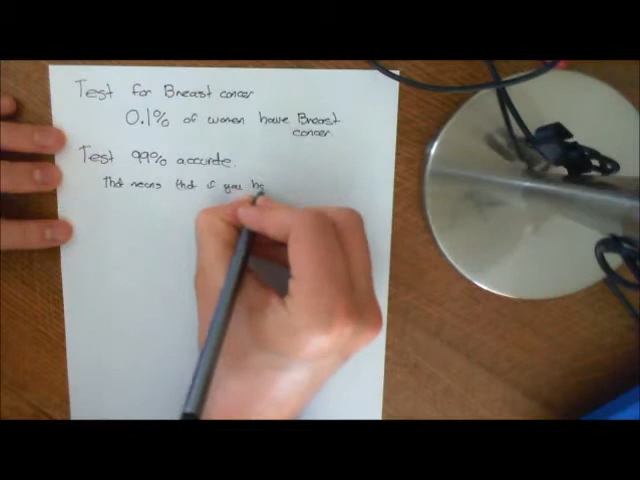 Test for Breast cancer
0.1% of women have Breast
cancer.
Test 99% accurate.
That means that if you ha